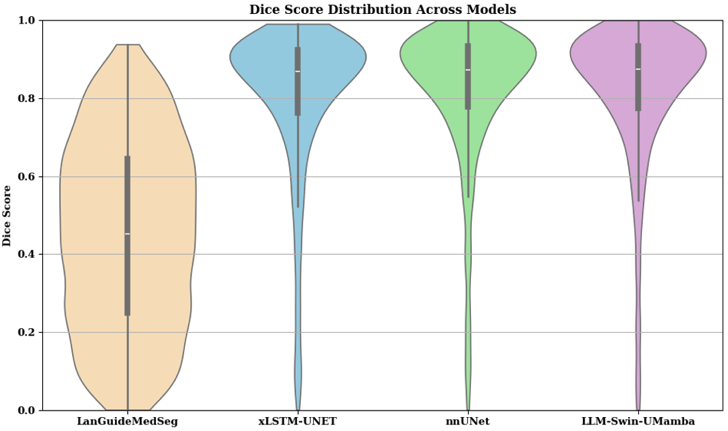 Dice Score Distribution Across Models
1.0
0.8
0.6
0.4
0.2
0.0
Dice Score
LanGuideMedSeg
xLSTM-UNET
nnUNet
LLM-Swin-UMamba